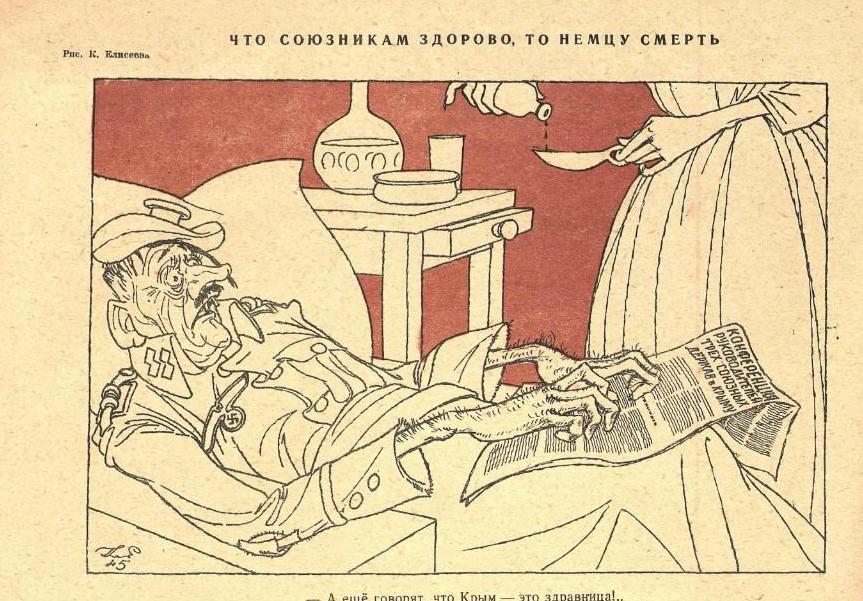 ЧТО СОЮЗНИКАМ ЗДОРОВО, ТО НЕМЦУ СМЕРТЬ
Рис. К. Елисеева
КОНФЕРЕНЦИЯ
РУКОВОДИТЕЛЕЙ
ТРЕХ СОЮЗНЫХ
ДЕРЖАВ в КРЫМУ
45
— А ещё говорят, что Крым — это здравница!..